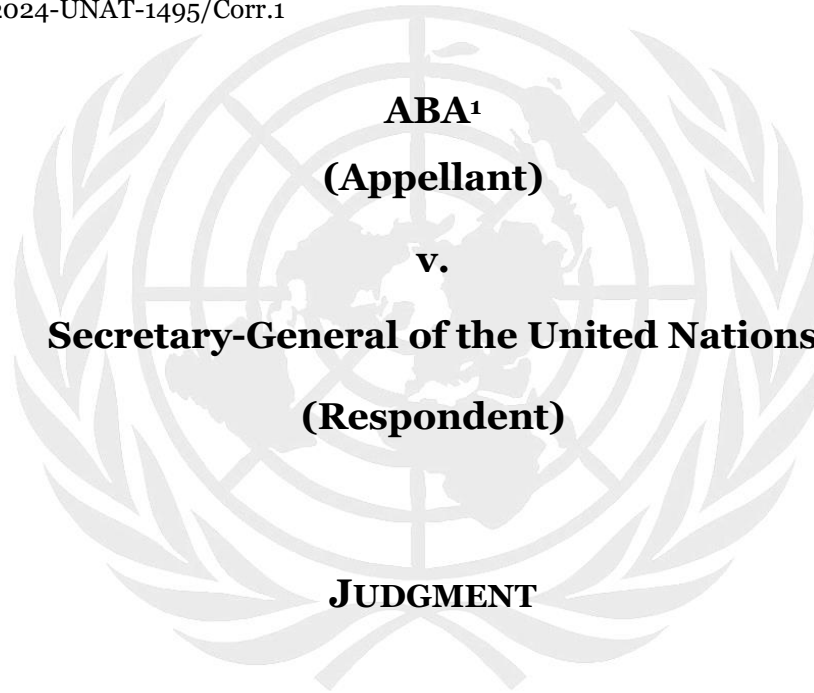 2024-UNAT-1495/Corr.1
ABA¹
(Appellant)
v.
Secretary-General of the United Nations
(Respondent)
JUDGMENT